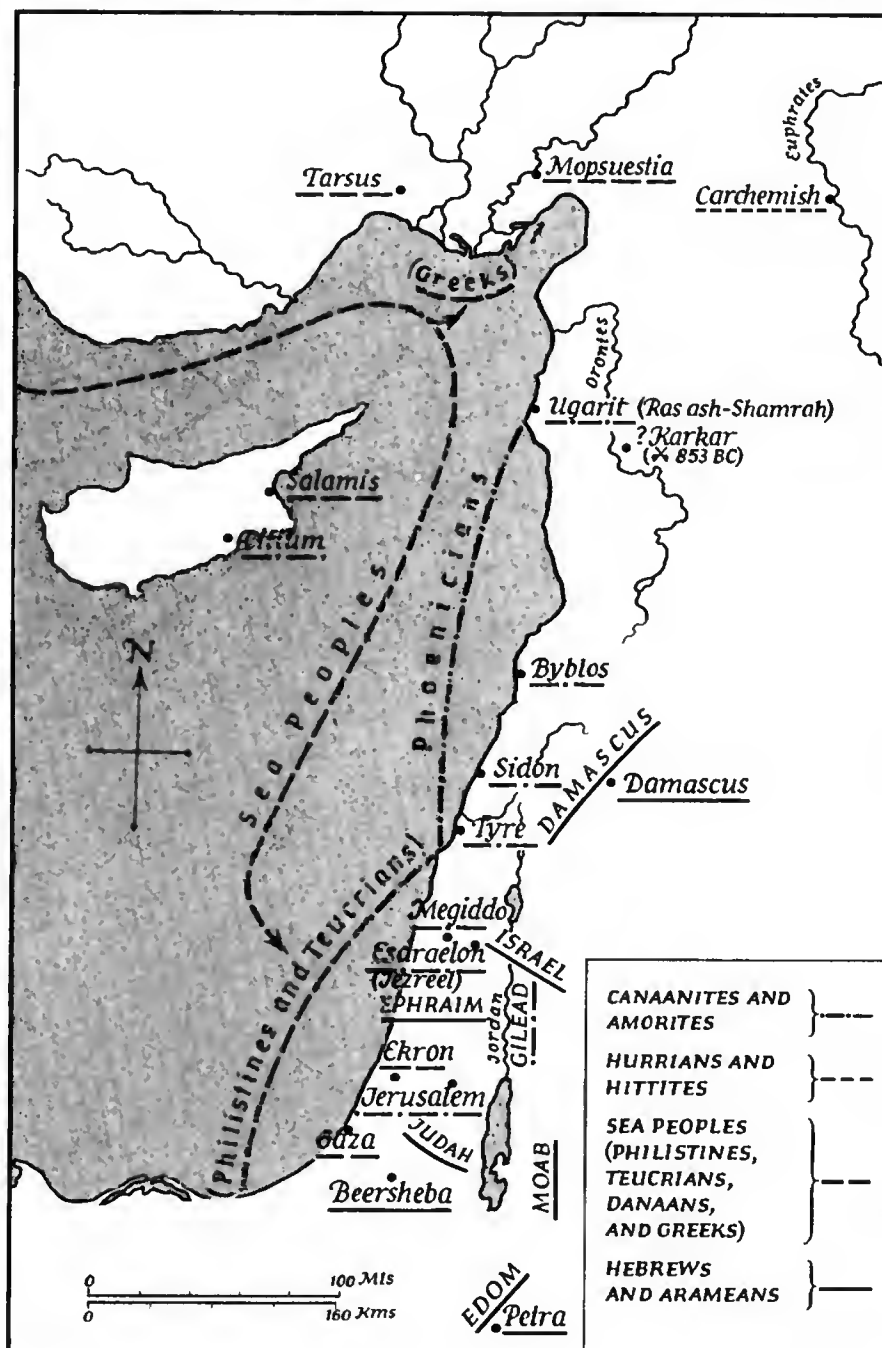 Euphrates
Mopsuestia
Tarsus
Carchemish
(Greeks)
Orontes
Ugarit (Ras ash-Shamrah)
?Karkar
(⚔ 853 BC)
Salamis
Sea Peoples
Phoenicians
N
Byblos
Sidon
DAMASCUS
Damascus
Tyre
(Philistines and Teucrians)
Megiddo
ISRAEL
Esdraelon
(Jezreel)
EPHRAIM
Jordan
GILEAD
Ekron
Jerusalem
Gaza
JUDAH
MOAB
Beersheba
EDOM
Petra
0 100 Mls
0 160 Kms
CANAANITES AND
AMORITES
HURRIANS AND
HITTITES
SEA PEOPLES
(PHILISTINES,
TEUCRIANS,
DANAANS,
AND GREEKS)
HEBREWS
AND ARAMEANS